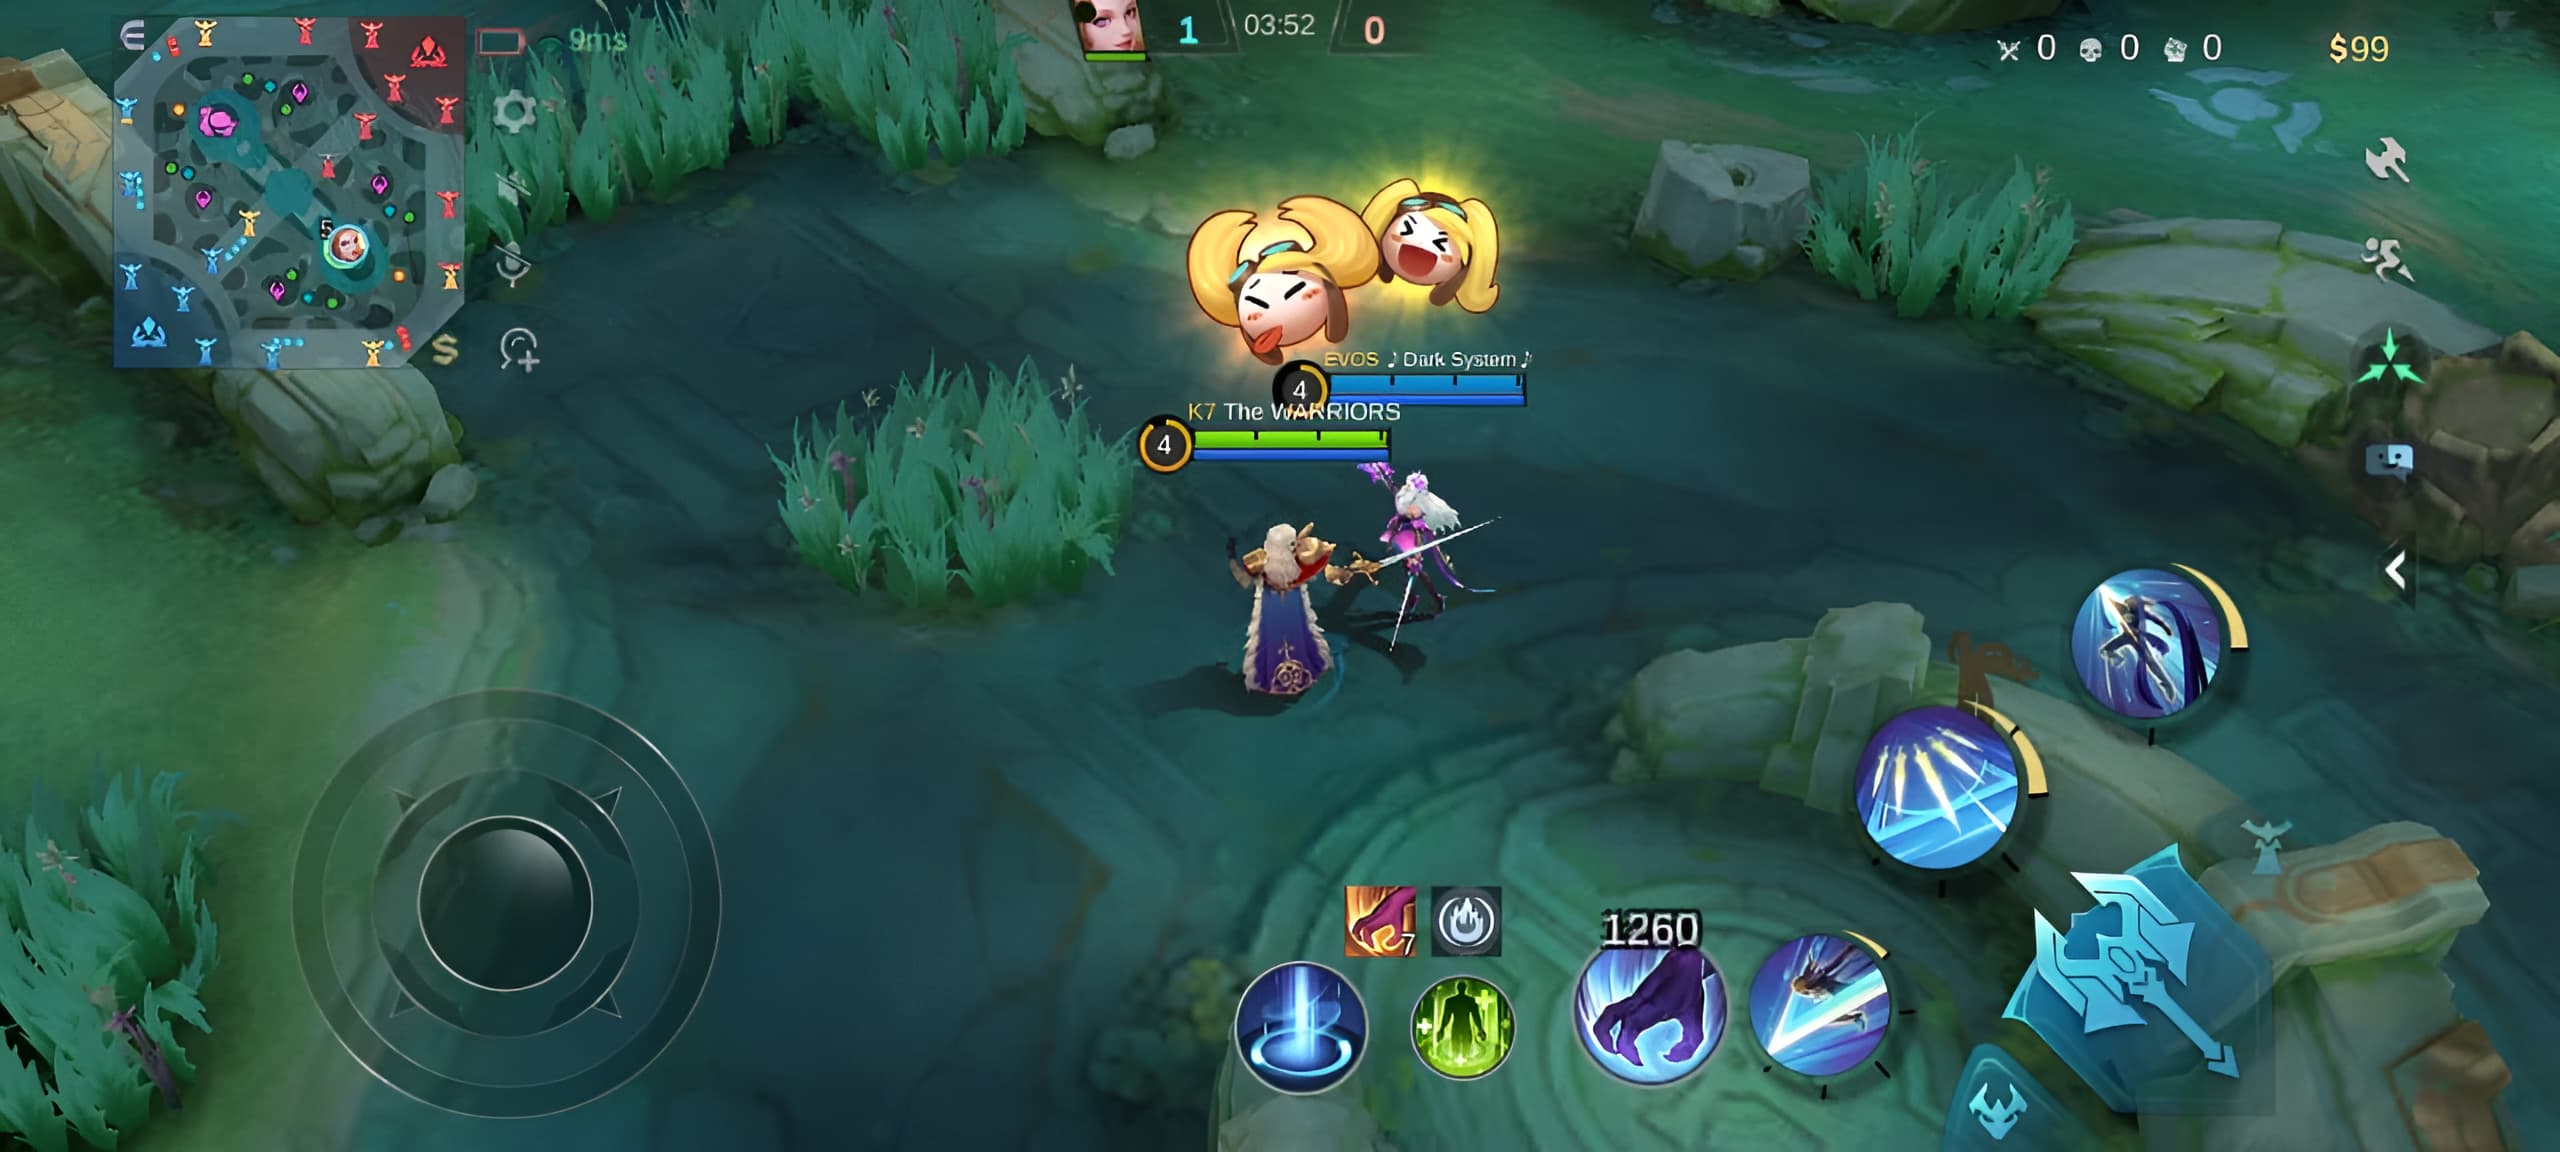 9ms
1 03:52 0
0 0 0
$99
5
$
EVOS ♪ Dark System ♪
4
K7 The WARRIORS
4
7
1260